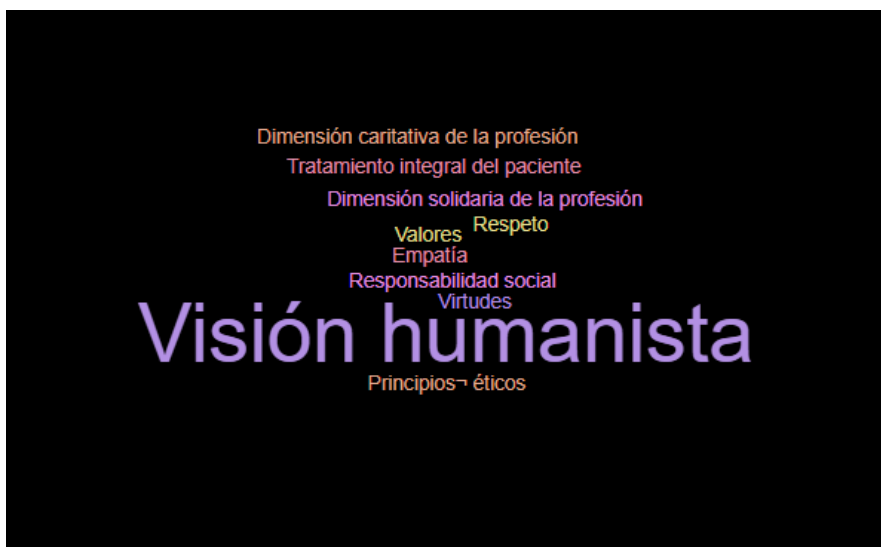 Dimensión caritativa de la profesión
Tratamiento integral del paciente
Dimensión solidaria de la profesión
Valores Respeto
Empatía
Responsabilidad social
Virtudes
Visión humanista
Principios¬ éticos